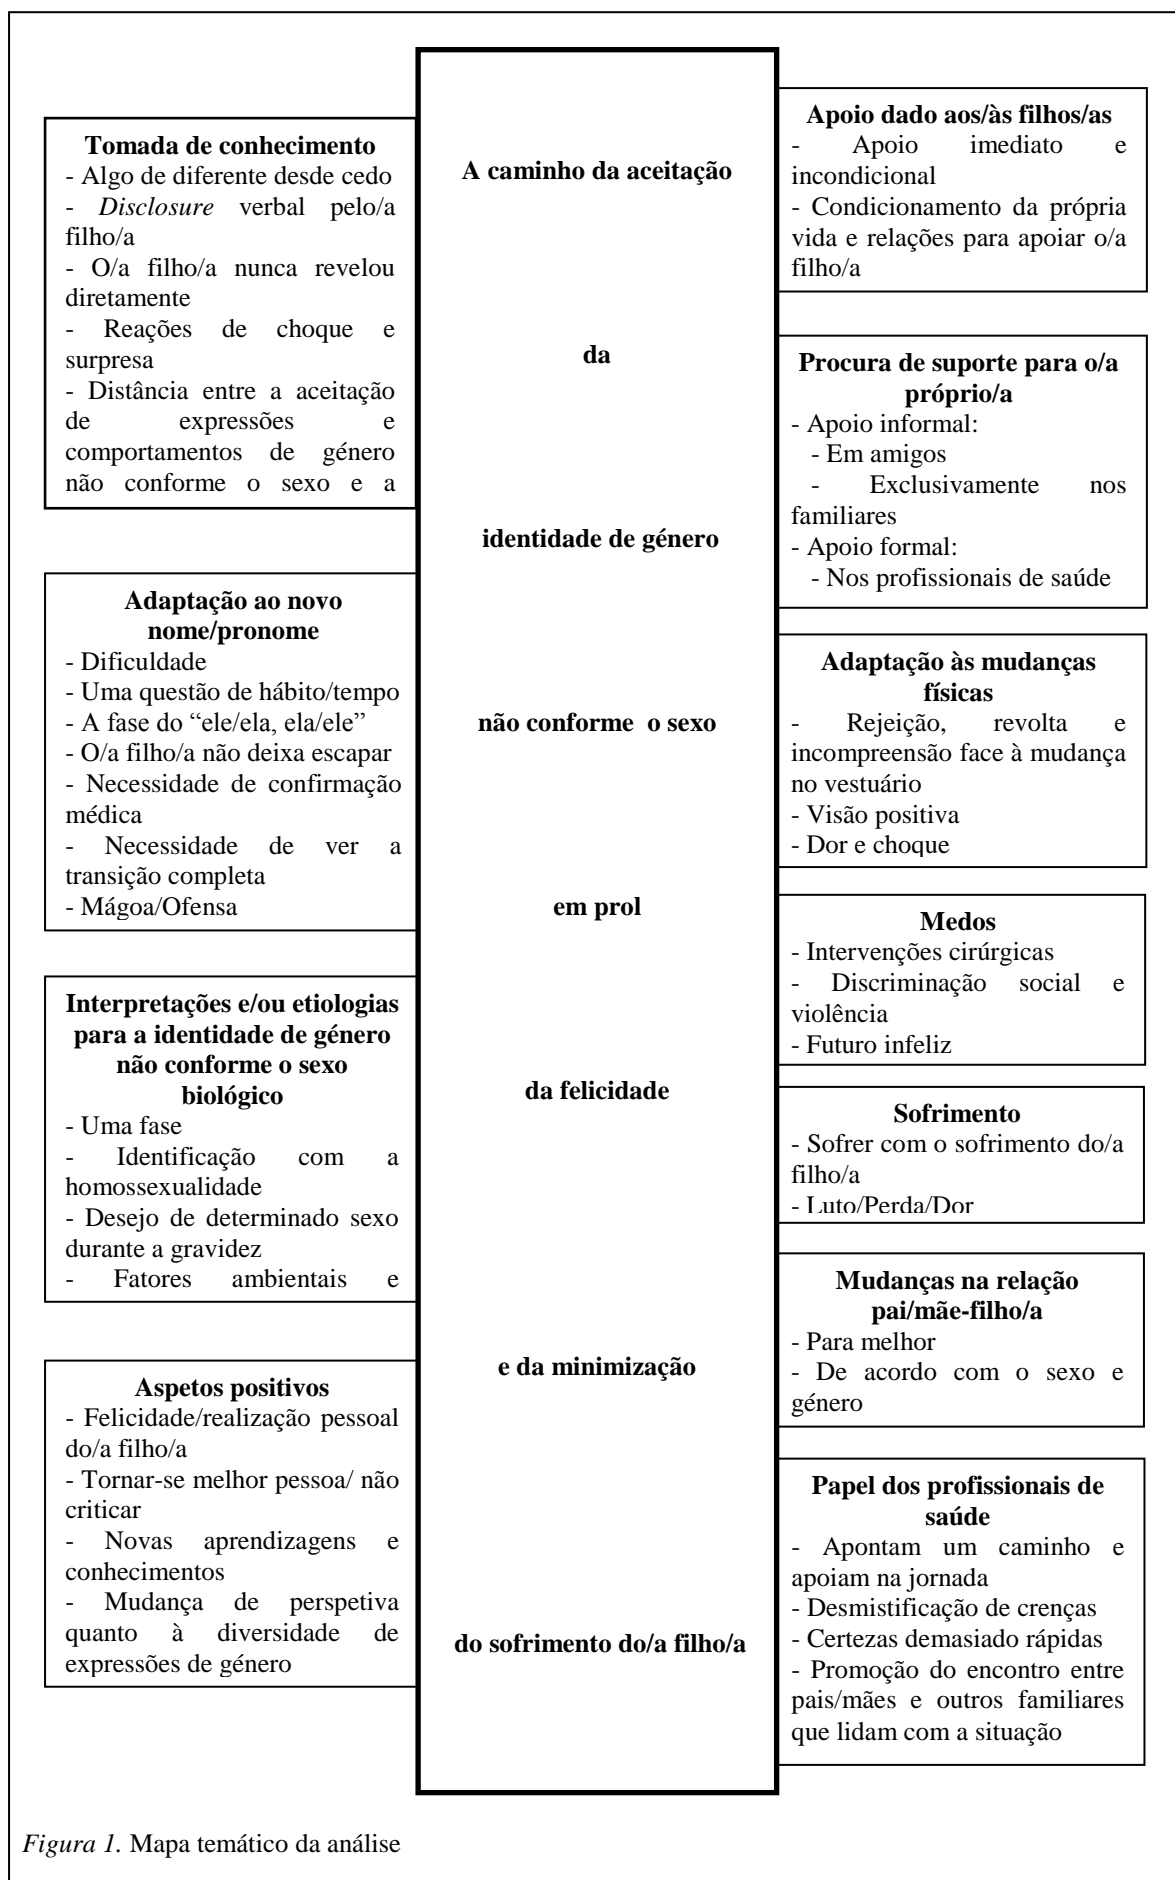 Tomada de conhecimento
- Algo de diferente desde cedo
- Disclosure verbal pelo/a
filho/a
- O/a filho/a nunca revelou
diretamente
- Reações de choque e
surpresa
- Distância entre a aceitação
de expressões e
comportamentos de género
não conforme o sexo e a
Adaptação ao novo
nome/pronome
- Dificuldade
- Uma questão de hábito/tempo
- A fase do “ele/ela, ela/ele”
- O/a filho/a não deixa escapar
- Necessidade de confirmação
médica
- Necessidade de ver a
transição completa
- Mágoa/Ofensa
Interpretações e/ou etiologias
para a identidade de género
não conforme o sexo
biológico
- Uma fase
- Identificação com a
homossexualidade
- Desejo de determinado sexo
durante a gravidez
- Fatores ambientais e
Aspetos positivos
- Felicidade/realização pessoal
do/a filho/a
- Tornar-se melhor pessoa/ não
criticar
- Novas aprendizagens e
conhecimentos
- Mudança de perspetiva
quanto à diversidade de
expressões de género
A caminho da aceitação
da
identidade de género
não conforme o sexo
em prol
da felicidade
e da minimização
do sofrimento do/a filho/a
Apoio dado aos/às filhos/as
- Apoio imediato e
incondicional
- Condicionamento da própria
vida e relações para apoiar o/a
filho/a
Procura de suporte para o/a
próprio/a
- Apoio informal:
- Em amigos
- Exclusivamente nos
familiares
- Apoio formal:
- Nos profissionais de saúde
Adaptação às mudanças
físicas
- Rejeição, revolta e
incompreensão face à mudança
no vestuário
- Visão positiva
- Dor e choque
Medos
- Intervenções cirúrgicas
- Discriminação social e
violência
- Futuro infeliz
Sofrimento
- Sofrer com o sofrimento do/a
filho/a
- Luto/Perda/Dor
Mudanças na relação
pai/mãe-filho/a
- Para melhor
- De acordo com o sexo e
género
Papel dos profissionais de
saúde
- Apontam um caminho e
apoiam na jornada
- Desmistificação de crenças
- Certezas demasiado rápidas
- Promoção do encontro entre
pais/mães e outros familiares
que lidam com a situação
Figura 1. Mapa temático da análise